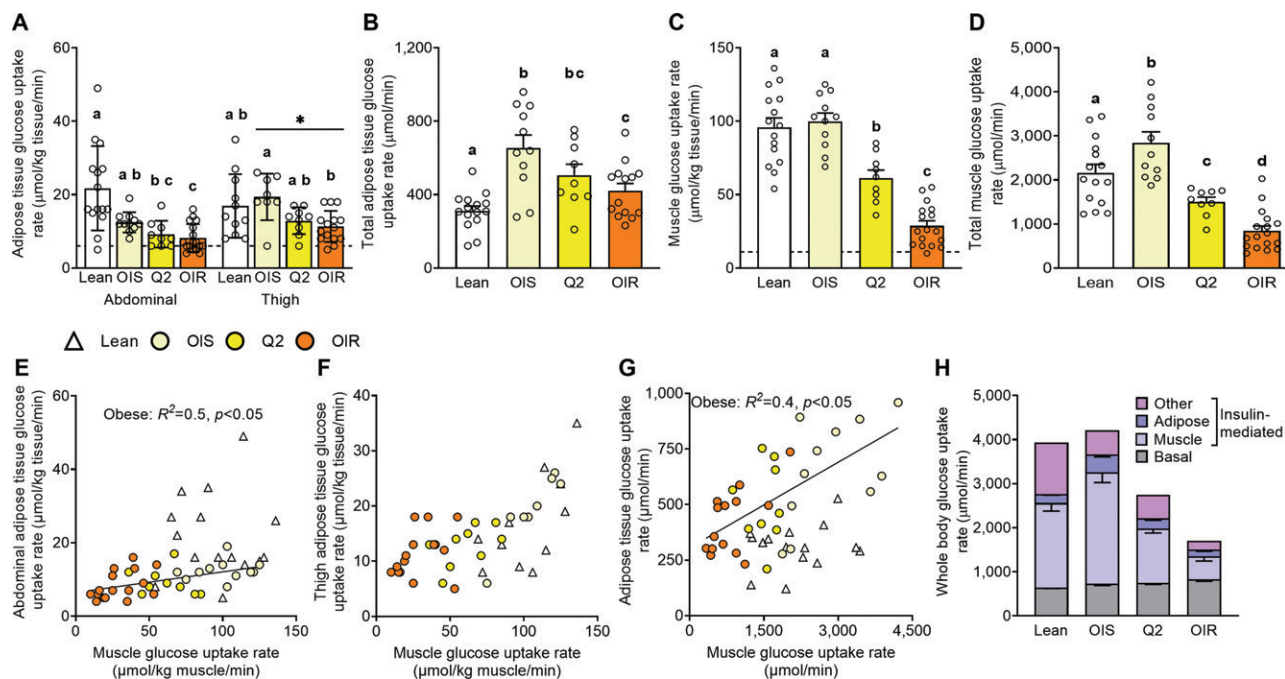 A
Adipose tissue glucose uptake
rate (µmol/kg tissue/min)
60
40
20
0
a
a b
b c
c
a b
a
a b
b
*
Lean OIS Q2 OIR Lean OIS Q2 OIR
Abdominal Thigh
B
Total adipose tissue glucose
uptake rate (µmol/min)
1,200
800
400
0
a
b
b c
c
Lean OIS Q2 OIR
C
Muscle glucose uptake rate
(µmol/kg tissue/min)
150
100
50
0
a
a
b
c
Lean OIS Q2 OIR
D
Total muscle glucose uptake
rate (µmol/min)
5,000
4,000
3,000
2,000
1,000
0
a
b
c
d
Lean OIS Q2 OIR
Lean OIS Q2 OIR
E
Abdominal adipose tissue glucose
uptake rate (µmol/kg tissue/min)
60
40
20
0
Obese: R²=0.5, p<0.05
0 50 100 150
Muscle glucose uptake rate
(µmol/kg muscle/min)
F
Thigh adipose tissue glucose
uptake rate (µmol/kg tissue/min)
40
30
20
10
0
0 50 100 150
Muscle glucose uptake rate
(µmol/kg muscle/min)
G
Adipose tissue glucose uptake
rate (µmol/min)
1,000
750
500
250
0
Obese: R²=0.4, p<0.05
0 1,500 3,000 4,500
Muscle glucose uptake rate
(µmol/min)
H
Whole body glucose uptake
rate (µmol/min)
5,000
4,000
3,000
2,000
1,000
0
Other
Adipose
Muscle
Basal
Insulin-
mediated
Lean OIS Q2 OIR